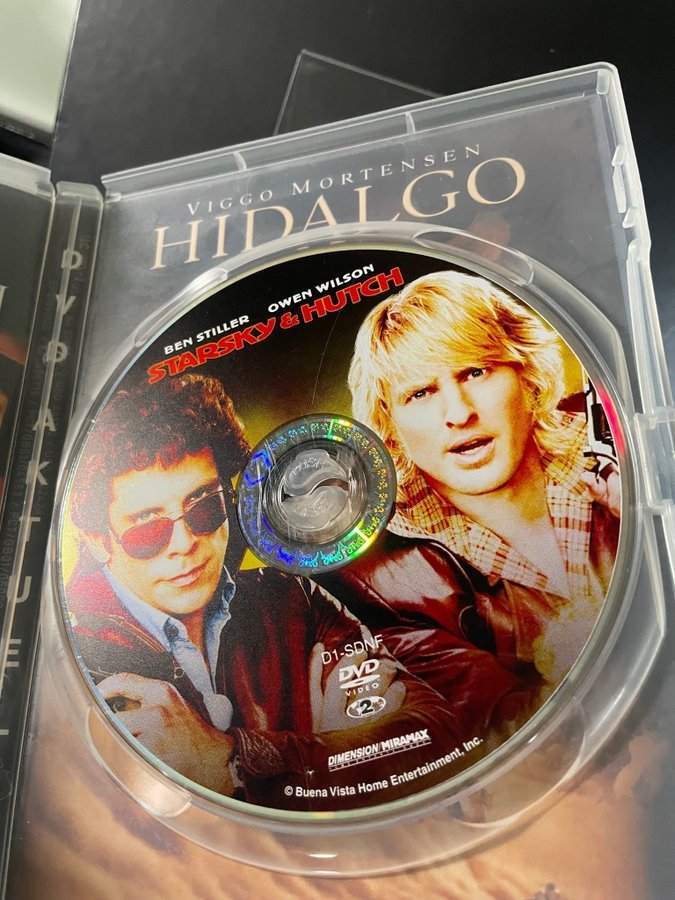 VIGGO MORTENSEN
HIDALGO
BEN STILLER OWEN WILSON
STARSKY & HUTCH
DVD AKTUELL
D1-SDNF
DVD
VIDEO
2
DIMENSION/MIRAMAX
© Buena Vista Home Entertainment, Inc.